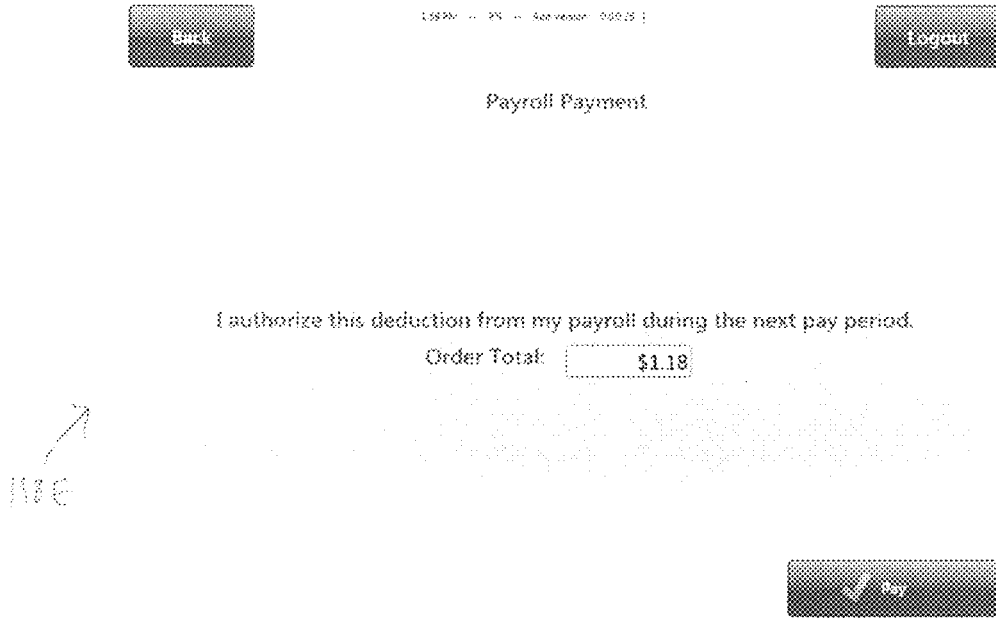 Back
Logout
Payroll Payment
I authorize this deduction from my payroll during the next pay period.
Order Total:
$1.18
118E
Pay